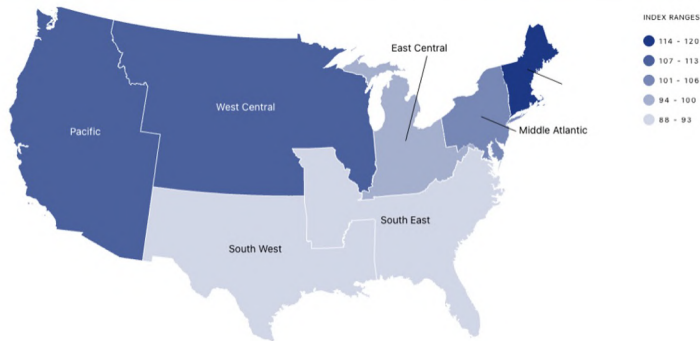 INDEX RANGES
114 - 120
107 - 113
101 - 106
94 - 100
88 - 93
East Central
West Central
Pacific
Middle Atlantic
South East
South West